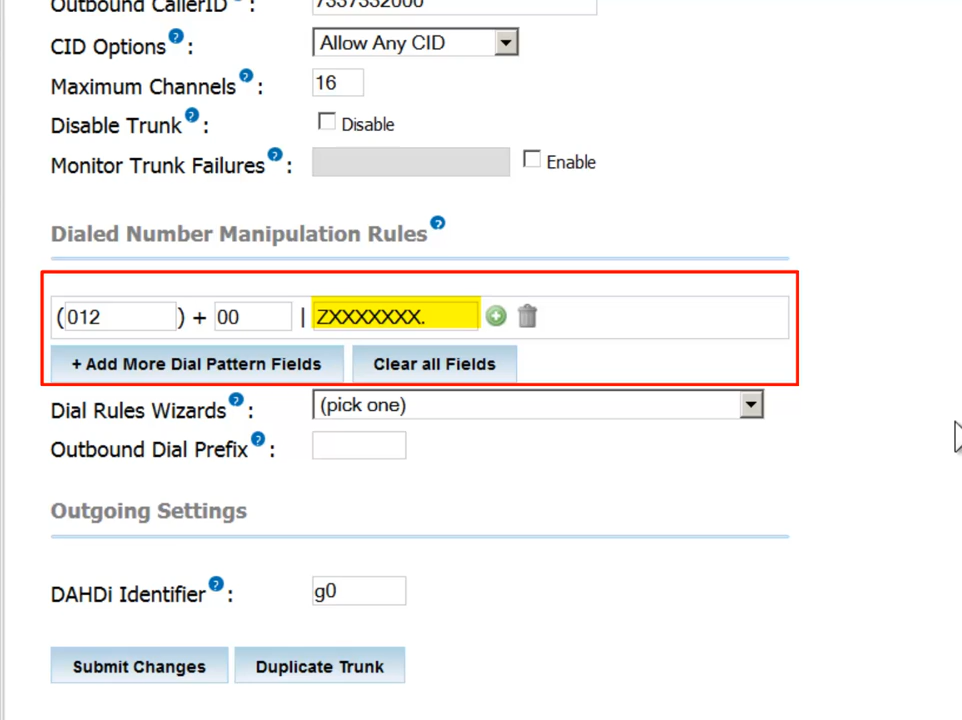 Outbound CallerID ? :
7337332000
CID Options ? : Allow Any CID
Maximum Channels ? : 16
Disable Trunk ? : Disable
Monitor Trunk Failures ? : Enable
Dialed Number Manipulation Rules ?
(012 ) + 00 | ZXXXXXXX.
+ Add More Dial Pattern Fields Clear all Fields
Dial Rules Wizards ? : (pick one)
Outbound Dial Prefix ? :
Outgoing Settings
DAHDi Identifier ? : g0
Submit Changes Duplicate Trunk